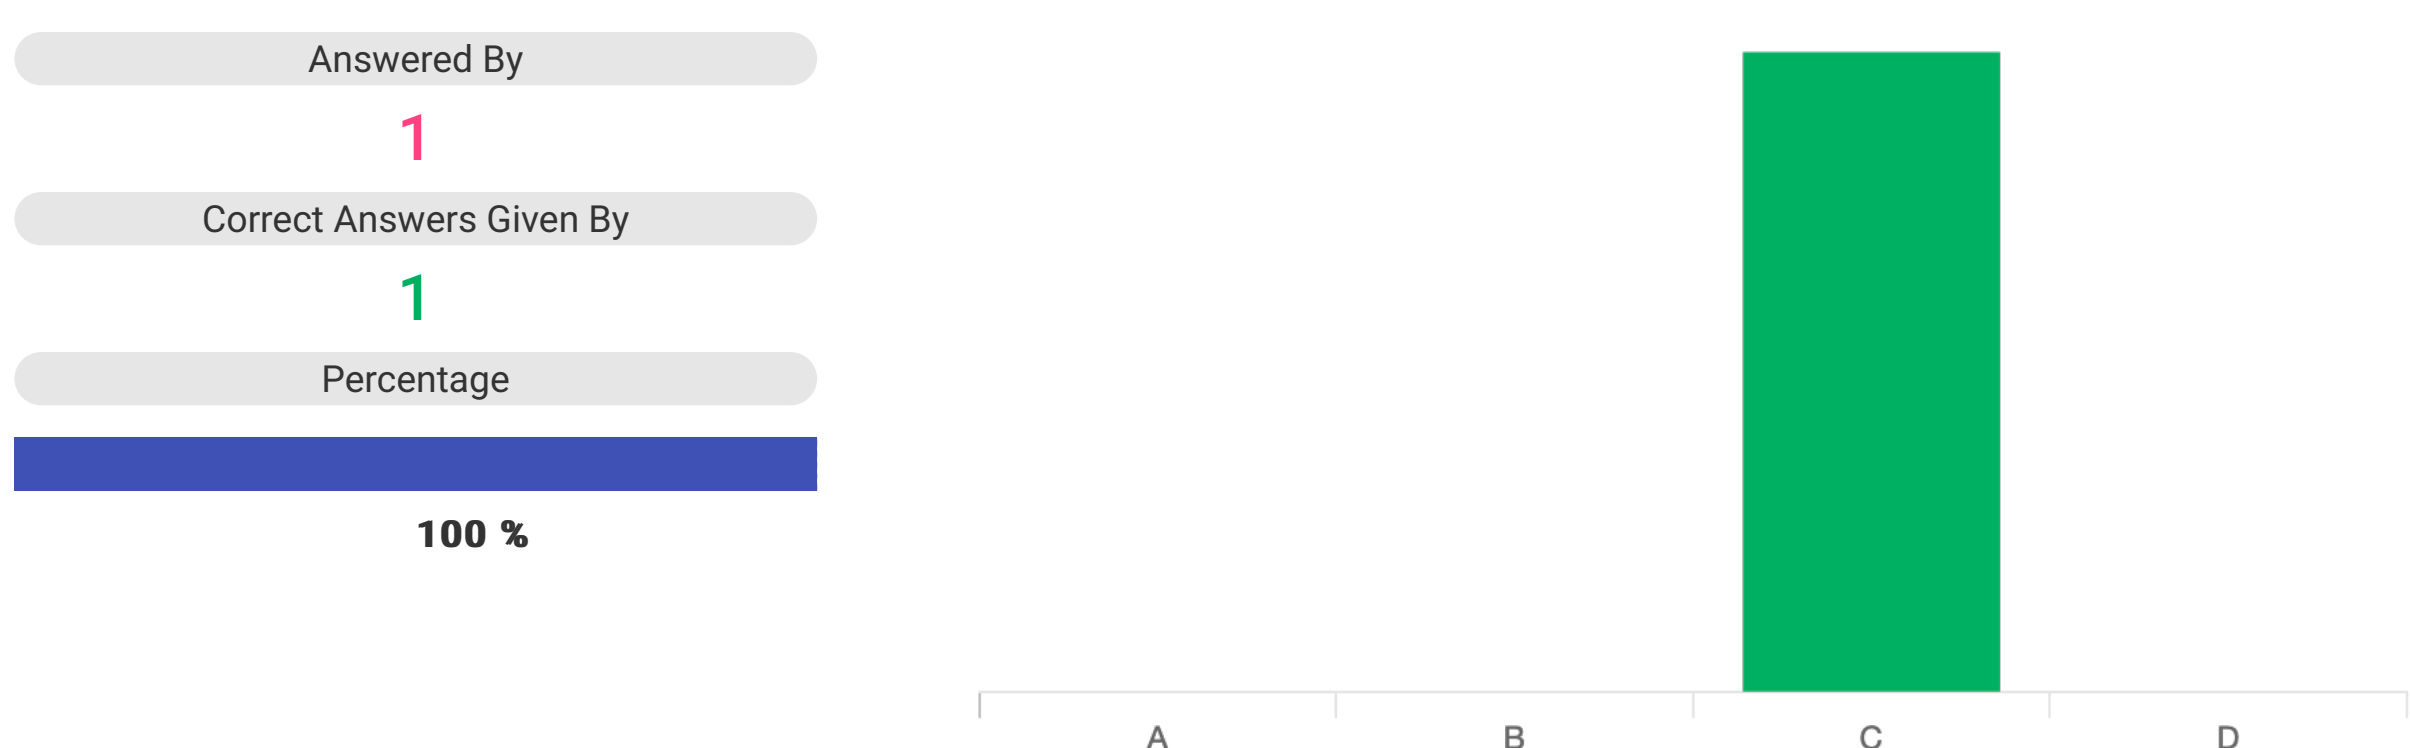 Answered By
1
Correct Answers Given By
1
Percentage
100 %
A B C D